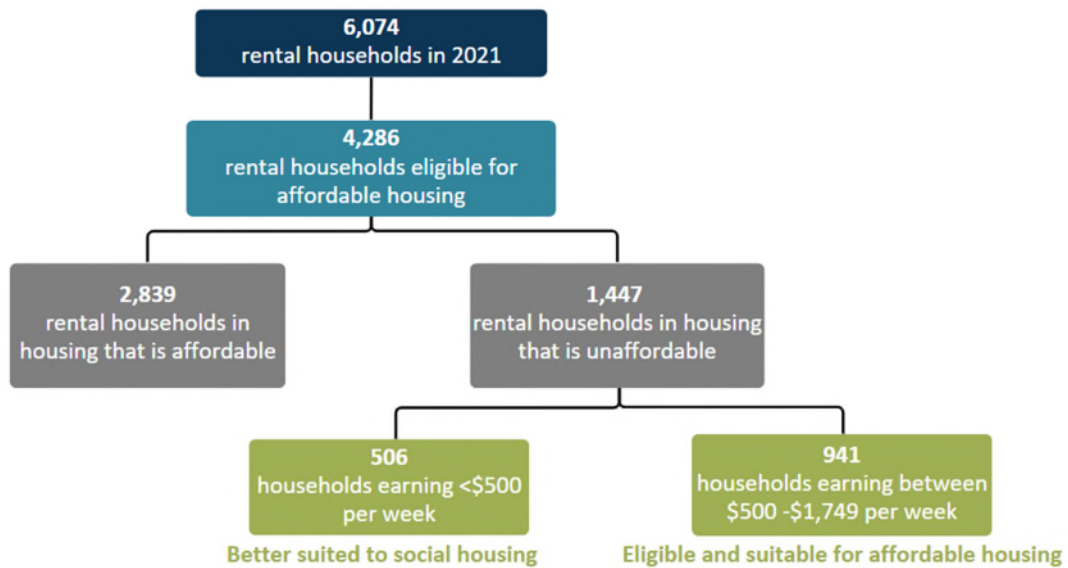 6,074
rental households in 2021
4,286
rental households eligible for
affordable housing
2,839
rental households in
housing that is affordable
1,447
rental households in housing
that is unaffordable
506
households earning <$500
per week
941
households earning between
$500 -$1,749 per week
Better suited to social housing
Eligible and suitable for affordable housing